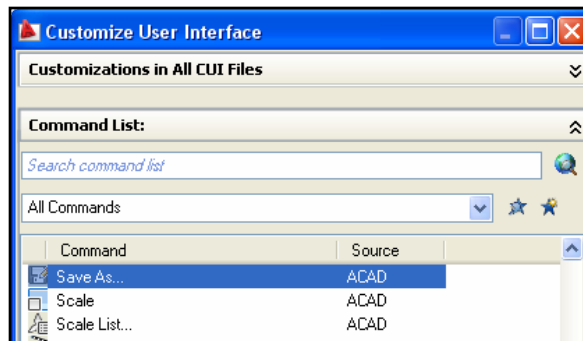 Customize User Interface
Customizations in All CUI Files
Command List:
Search command list
All Commands
Command Source
Save As... ACAD
Scale ACAD
Scale List... ACAD